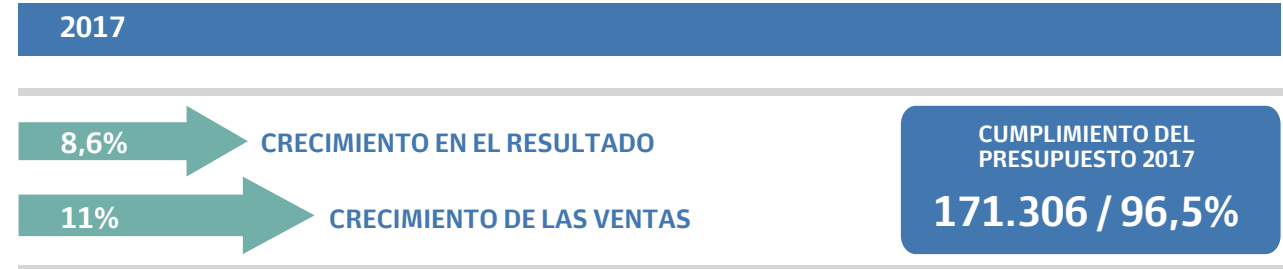 2017
8,6%
CRECIMIENTO EN EL RESULTADO
11%
CRECIMIENTO DE LAS VENTAS
CUMPLIMIENTO DEL
PRESUPUESTO 2017
171.306 / 96,5%